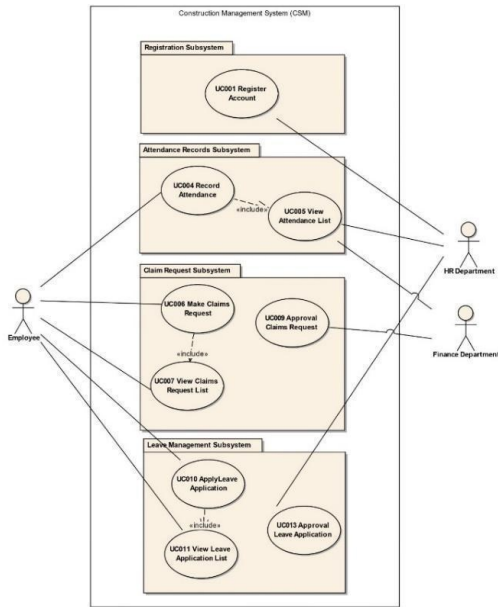 Construction Management System (CSM)
Registration Subsystem
UC001 Register
Account
Attendance Records Subsystem
UC004 Record
Attendance
«include»
UC005 View
Attendance List
HR Department
Claim Request Subsystem
UC006 Make Claims
Request
UC009 Approval
Claims Request
Employee
Finance Department
«include»
UC007 View Claims
Request List
Leave Management Subsystem
UC010 ApplyLeave
Application
«include»
UC013 Approval
Leave Application
UC011 View Leave
Application List